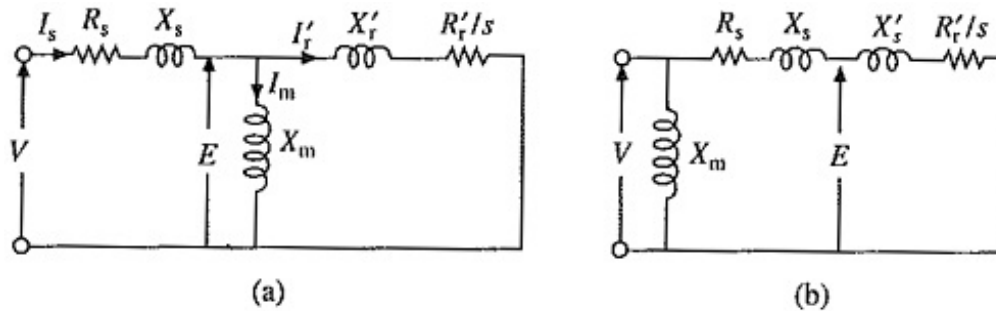 I_s R_s X_s I'_r X'_r R'_r/s
I_m
V E X_m
(a)
R_s X_s X'_s R'_r/s
V X_m E
(b)